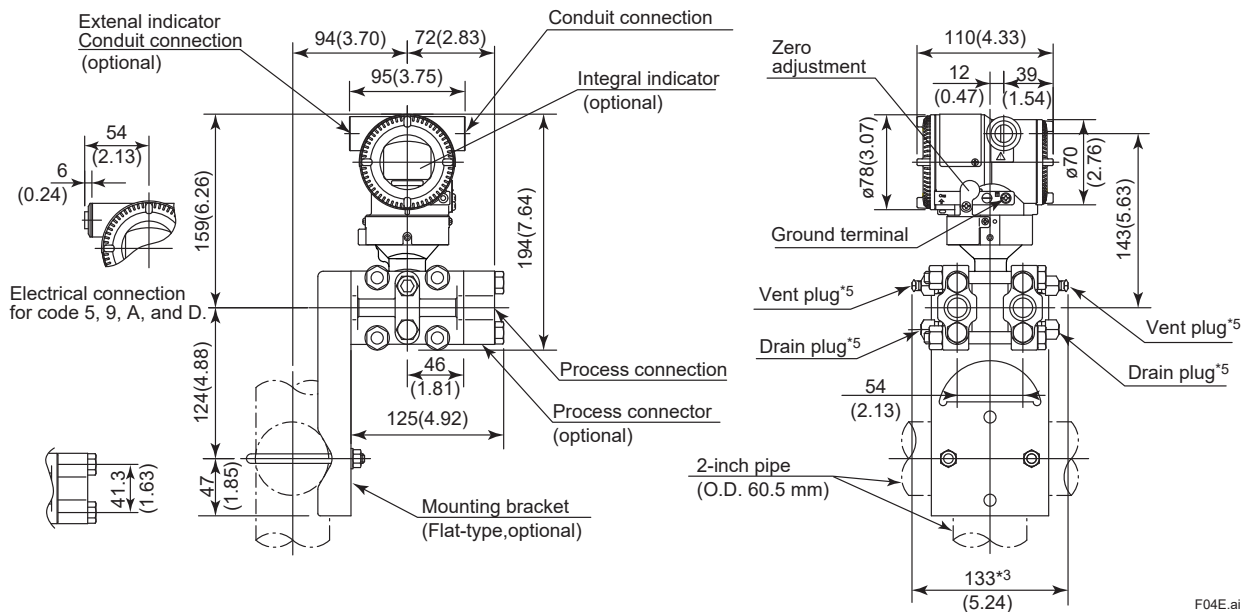 Extenal indicator
Conduit connection
(optional)
94(3.70)
72(2.83)
Conduit connection
95(3.75)
Integral indicator
(optional)
54
(2.13)
6
(0.24)
159(6.26)
194(7.64)
Electrical connection
for code 5, 9, A, and D.
124(4.88)
46
(1.81)
Process connection
125(4.92)
Process connector
(optional)
47
(1.85)
41.3
(1.63)
Mounting bracket
(Flat-type,optional)
110(4.33)
Zero
adjustment
12
(0.47)
39
(1.54)
ø78(3.07)
ø70
(2.76)
143(5.63)
Ground terminal
Vent plug*5
Vent plug*5
Drain plug*5
Drain plug*5
54
(2.13)
2-inch pipe
(O.D. 60.5 mm)
133*3
(5.24)
F04E.ai